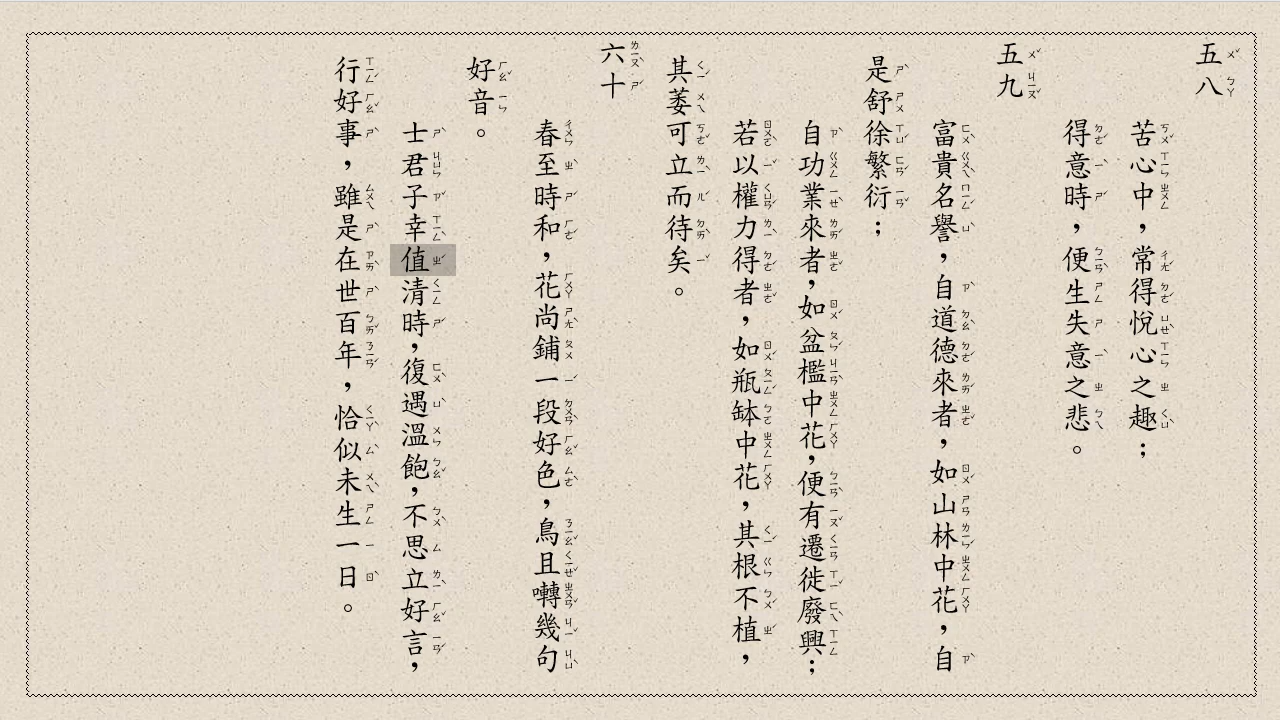 五八
苦心中，常得悅心之趣；
得意時，便生失意之悲。
五九
富貴名譽，自道德來者，如山林中花，自
是舒徐繁衍；
自功業來者，如盆檻中花，便有遷徙廢興；
若以權力得者，如瓶缽中花，其根不植，
其萎可立而待矣。
六十
春至時和，花尚鋪一段好色，鳥且囀幾句
好音。
士君子幸值清時，復遇溫飽，不思立好言，
行好事，雖是在世百年，恰似未生一日。